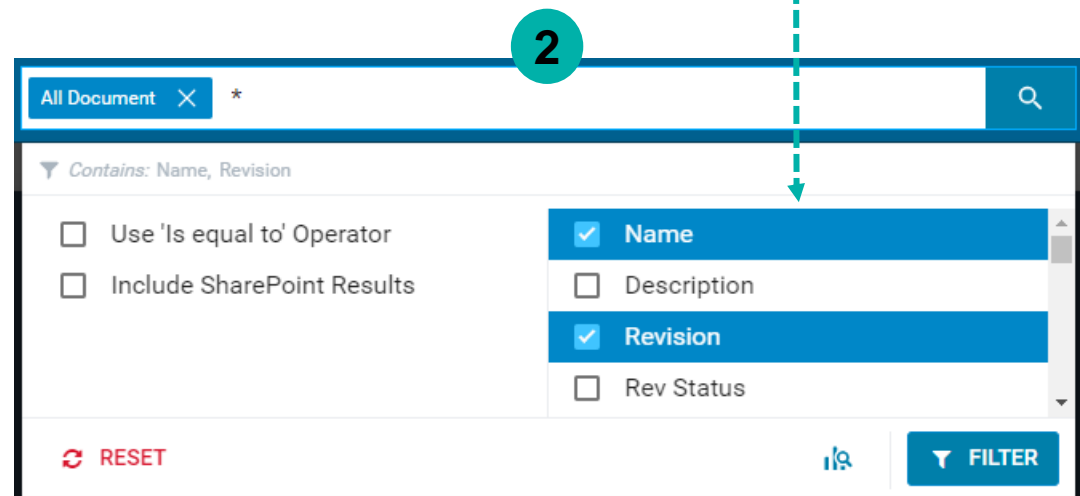 2
All Document *
Contains: Name, Revision
Use 'Is equal to' Operator
Include SharePoint Results
Name
Description
Revision
Rev Status
RESET
FILTER